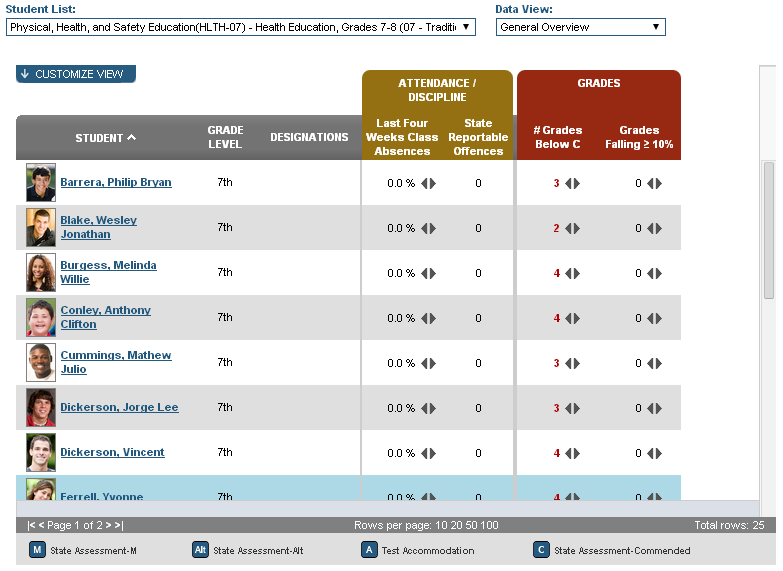 Student List:
Data View:
Physical, Health, and Safety Education(HLTH-07) - Health Education, Grades 7-8 (07 - Traditi
General Overview
CUSTOMIZE VIEW
ATTENDANCE /
DISCIPLINE
GRADES
STUDENT
GRADE
LEVEL
DESIGNATIONS
Last Four
Weeks Class
Absences
State
Reportable
Offences
# Grades
Below C
Grades
Falling ≥ 10%
Barrera, Philip Bryan 7th 0.0 % 0 3 0
Blake, Wesley
Jonathan 7th 0.0 % 0 2 0
Burgess, Melinda
Willie 7th 0.0 % 0 4 0
Conley, Anthony
Clifton 7th 0.0 % 0 4 0
Cummings, Mathew
Julio 7th 0.0 % 0 3 0
Dickerson, Jorge Lee 7th 0.0 % 0 3 0
Dickerson, Vincent 7th 0.0 % 0 4 0
Ferrell, Yvonne 7th 0.0 % 0 4 0
|< < Page 1 of 2 > >| Rows per page: 10 20 50 100 Total rows: 25
M State Assessment-M Alt State Assessment-Alt A Test Accommodation C State Assessment-Commended